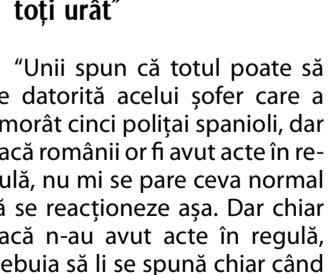 toți urât”
“Unii spun că totul poate să
e datorită acelui șofer care a
morât cinci polițai spanioli, dar
acă românii or fi avut acte în re-
ulă, nu mi se pare ceva normal
ă se reacționeze așa. Dar chiar
acă n-au avut acte în regulă,
rebuia să li se spună chiar când